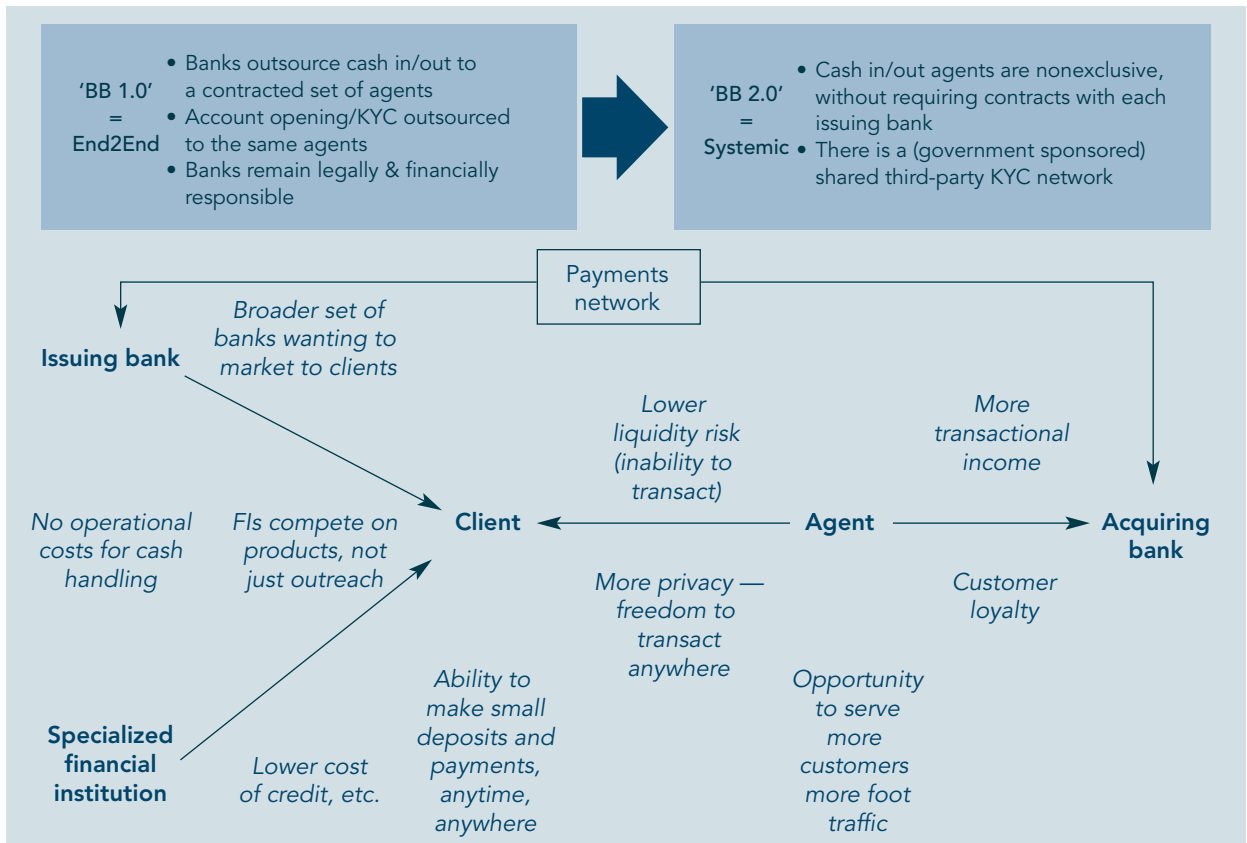 ‘BB 1.0’
=
End2End
• Banks outsource cash in/out to
a contracted set of agents
• Account opening/KYC outsourced
to the same agents
• Banks remain legally & financially
responsible
‘BB 2.0’
=
Systemic
• Cash in/out agents are nonexclusive,
without requiring contracts with each
issuing bank
• There is a (government sponsored)
shared third-party KYC network
Payments
network
Issuing bank
Broader set of
banks wanting to
market to clients
Lower
liquidity risk
(inability to
transact)
More
transactional
income
No operational
costs for cash
handling
FIs compete on
products, not
just outreach
Client
Agent
Acquiring
bank
More privacy —
freedom to
transact
anywhere
Customer
loyalty
Specialized
financial
institution
Lower cost
of credit, etc.
Ability to
make small
deposits and
payments,
anytime,
anywhere
Opportunity
to serve
more
customers
more foot
traffic